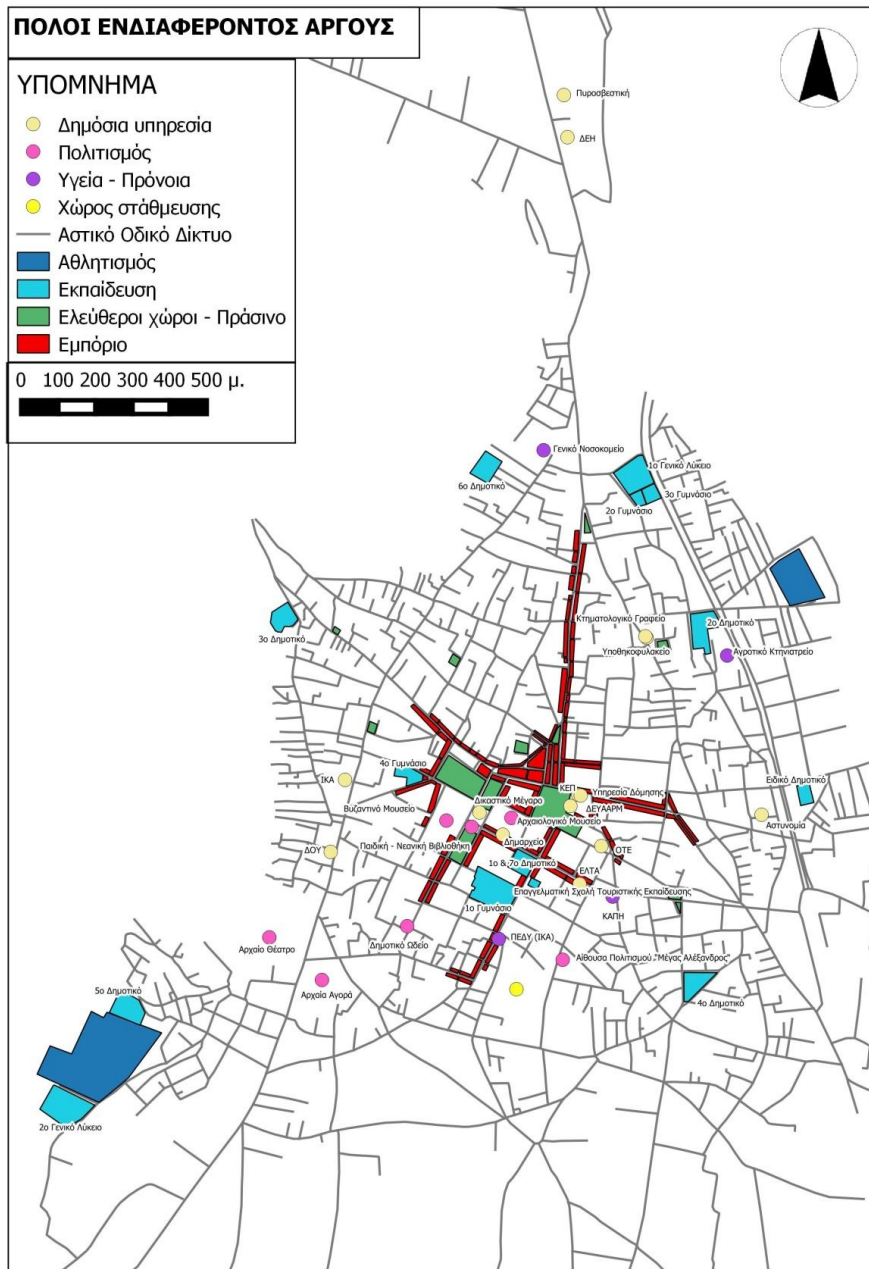 ΠΟΛΟΙ ΕΝΔΙΑΦΕΡΟΝΤΟΣ ΑΡΓΟΥΣ
ΥΠΟΜΝΗΜΑ
Δημόσια υπηρεσία
Πολιτισμός
Υγεία - Πρόνοια
Χώρος στάθμευσης
Αστικό Οδικό Δίκτυο
Αθλητισμός
Εκπαίδευση
Ελεύθεροι χώροι - Πράσινο
Εμπόριο
0 100 200 300 400 500 μ.
Πυροσβεστική
ΔΕΗ
Γενικό Νοσοκομείο
6ο Δημοτικό
1ο Γενικό Λύκειο
3ο Γυμνάσιο
2ο Γυμνάσιο
Κτηματολογικό Γραφείο
2ο Δημοτικό
3ο Δημοτικό
Υποθηκοφυλακείο
Αγροτικό Κτηνιατρείο
4ο Γυμνάσιο
ΙΚΑ
Ειδικό Δημοτικό
ΚΕΠ
Υπηρεσία Δόμησης
Δικαστικό Μέγαρο
ΔΕΥΑΑΡΜ
Βυζαντινό Μουσείο
Αρχαιολογικό Μουσείο
Αστυνομία
Δημαρχείο
Παιδική - Νεανική Βιβλιοθήκη
ΔΟΥ
ΟΤΕ
1ο & 7ο Δημοτικό
ΕΛΤΑ
Επαγγελματική Σχολή Τουριστικής Εκπαίδευσης
1ο Γυμνάσιο
ΚΑΠΗ
ΠΕΔΥ (ΙΚΑ)
Δημοτικό Ωδείο
Αρχαίο Θέατρο
Αίθουσα Πολιτισμού "Μέγας Αλέξανδρος"
5ο Δημοτικό
Αρχαία Αγορά
4ο Δημοτικό
2ο Γενικό Λύκειο